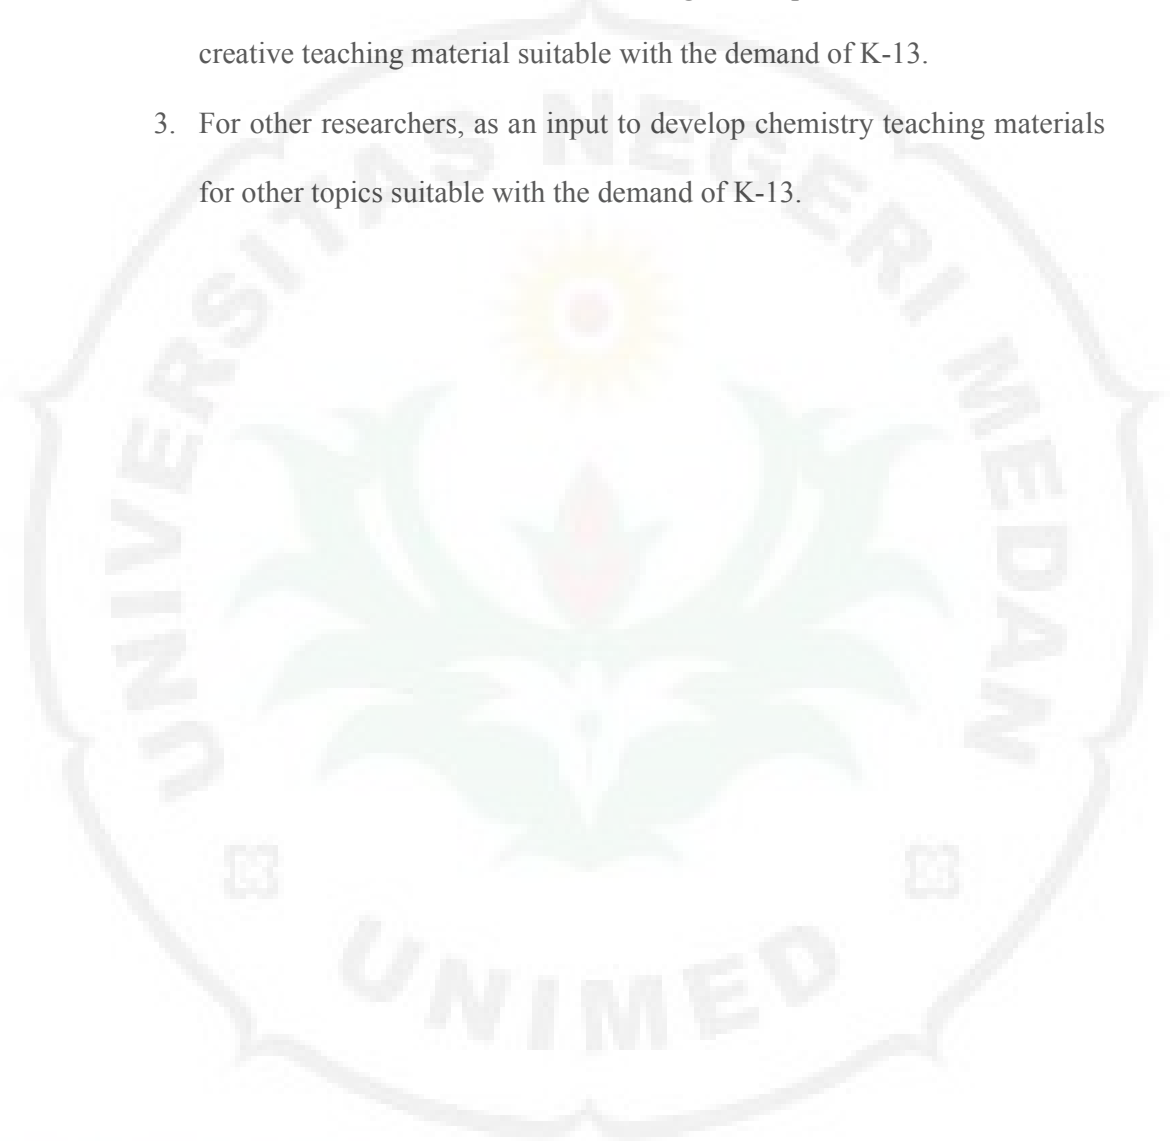 creative teaching material suitable with the demand of K-13.
3. For other researchers, as an input to develop chemistry teaching materials
for other topics suitable with the demand of K-13.
UNIVERSITAS NEGERI MEDAN
UNIMED